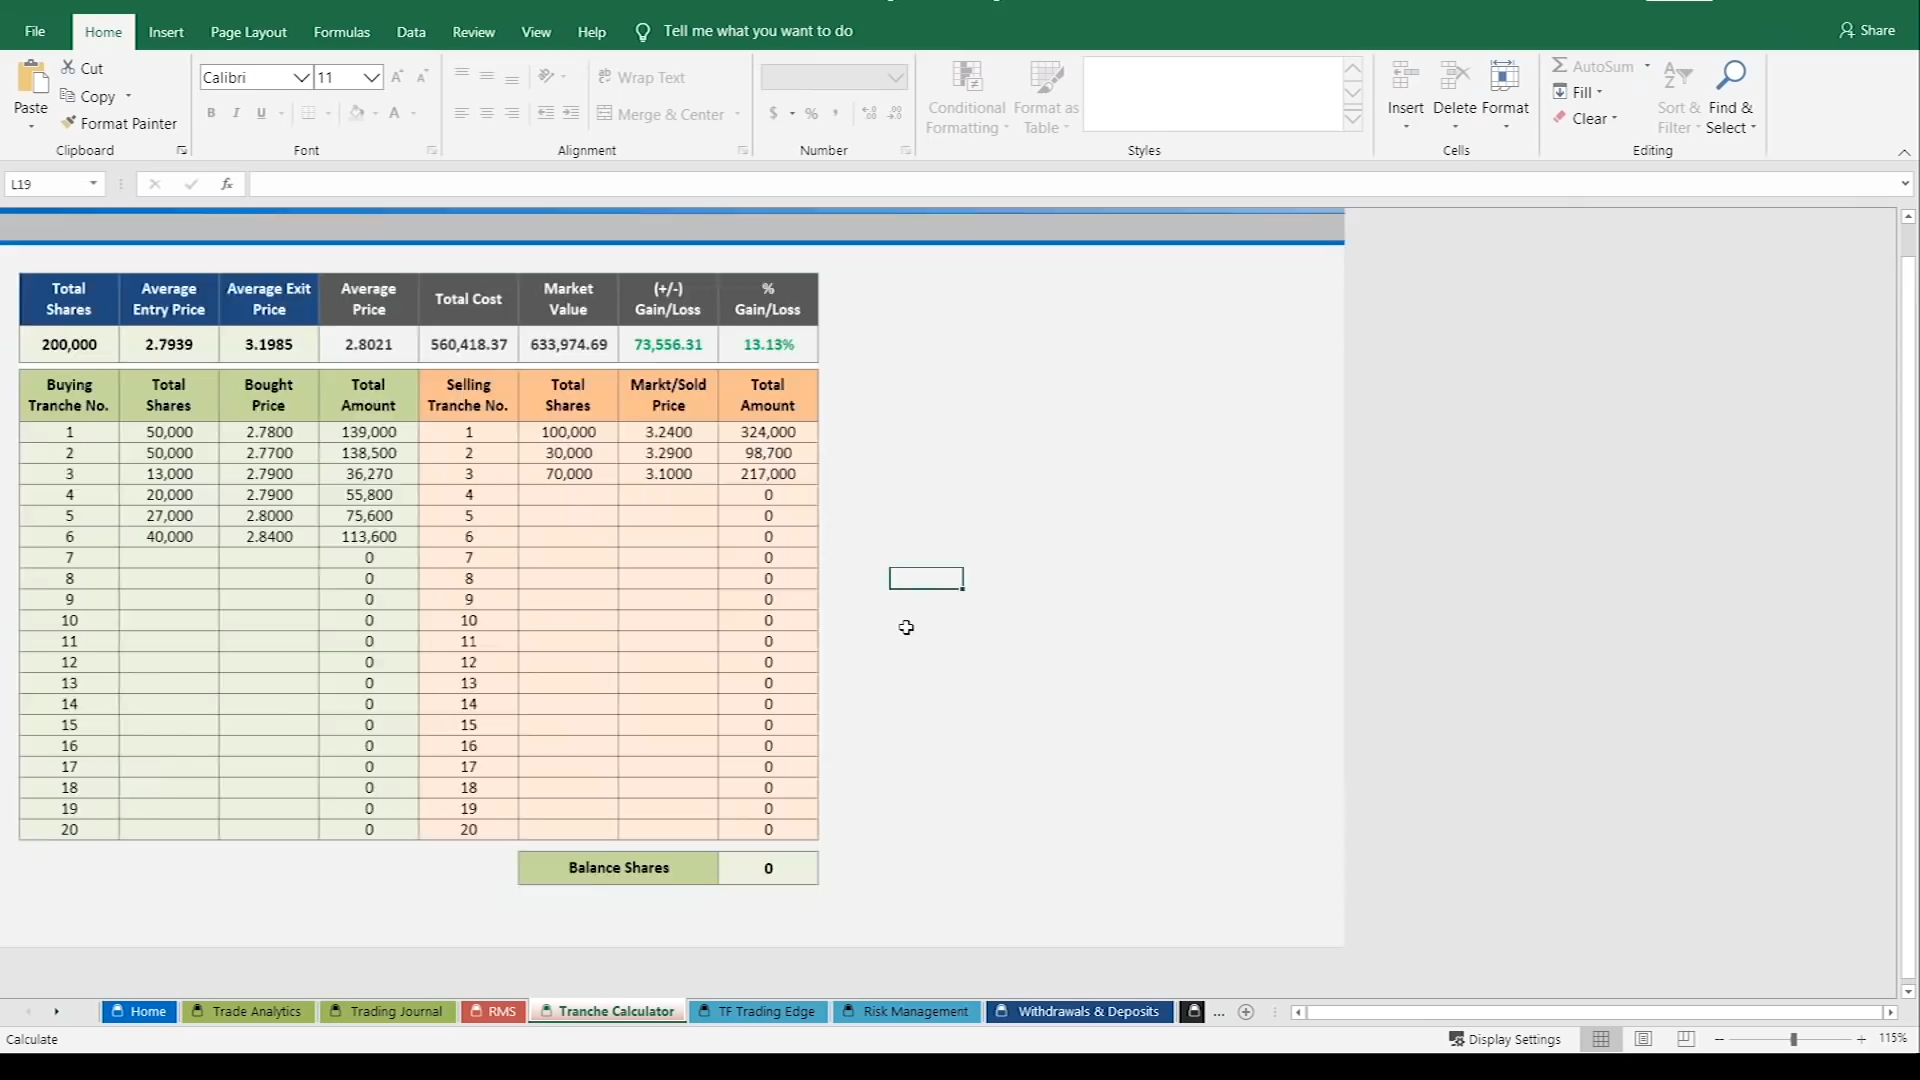 File Home Insert Page Layout Formulas Data Review View Help Tell me what you want to do Share
Cut
Copy
Format Painter
Paste
Clipboard
Calibri 11
B I U
Font
Wrap Text
Merge & Center
Alignment
$ % ,
Number
Conditional Formatting
Format as Table
Styles
Insert Delete Format
Cells
AutoSum
Fill
Clear
Sort & Filter
Find & Select
Editing
L19 fx
Total Shares Average Entry Price Average Exit Price Average Price Total Cost Market Value (+/-) Gain/Loss % Gain/Loss
200,000 2.7939 3.1985 2.8021 560,418.37 633,974.69 73,556.31 13.13%
Buying Tranche No. Total Shares Bought Price Total Amount Selling Tranche No. Total Shares Markt/Sold Price Total Amount
1 50,000 2.7800 139,000 1 100,000 3.2400 324,000
2 50,000 2.7700 138,500 2 30,000 3.2900 98,700
3 13,000 2.7900 36,270 3 70,000 3.1000 217,000
4 20,000 2.7900 55,800 4 0
5 27,000 2.8000 75,600 5 0
6 40,000 2.8400 113,600 6 0
7 0 7 0
8 0 8 0
9 0 9 0
10 0 10 0
11 0 11 0
12 0 12 0
13 0 13 0
14 0 14 0
15 0 15 0
16 0 16 0
17 0 17 0
18 0 18 0
19 0 19 0
20 0 20 0
Balance Shares 0
Home Trade Analytics Trading Journal RMS Tranche Calculator TF Trading Edge Risk Management Withdrawals & Deposits ...
Calculate Display Settings 115%